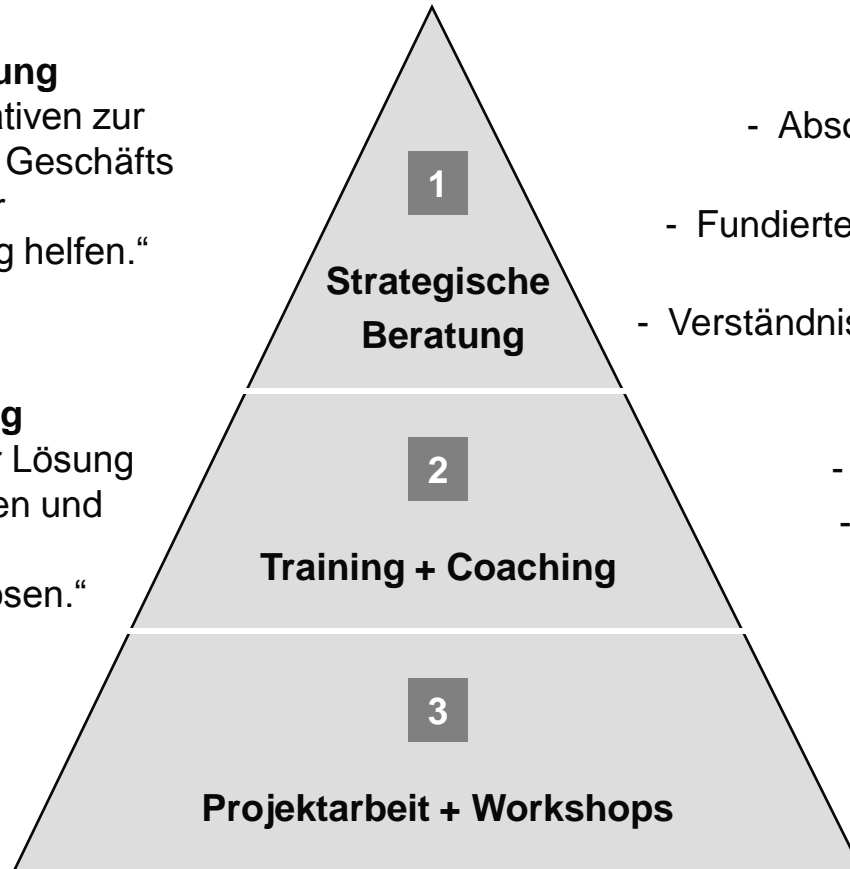 ung
ativen zur
Geschäfts
g helfen.“
g
r Lösung
en und
osen.“
1
Strategische
Beratung
2
Training + Coaching
3
Projektarbeit + Workshops
- Absc
- Fundierte
- Verständnis
-
-